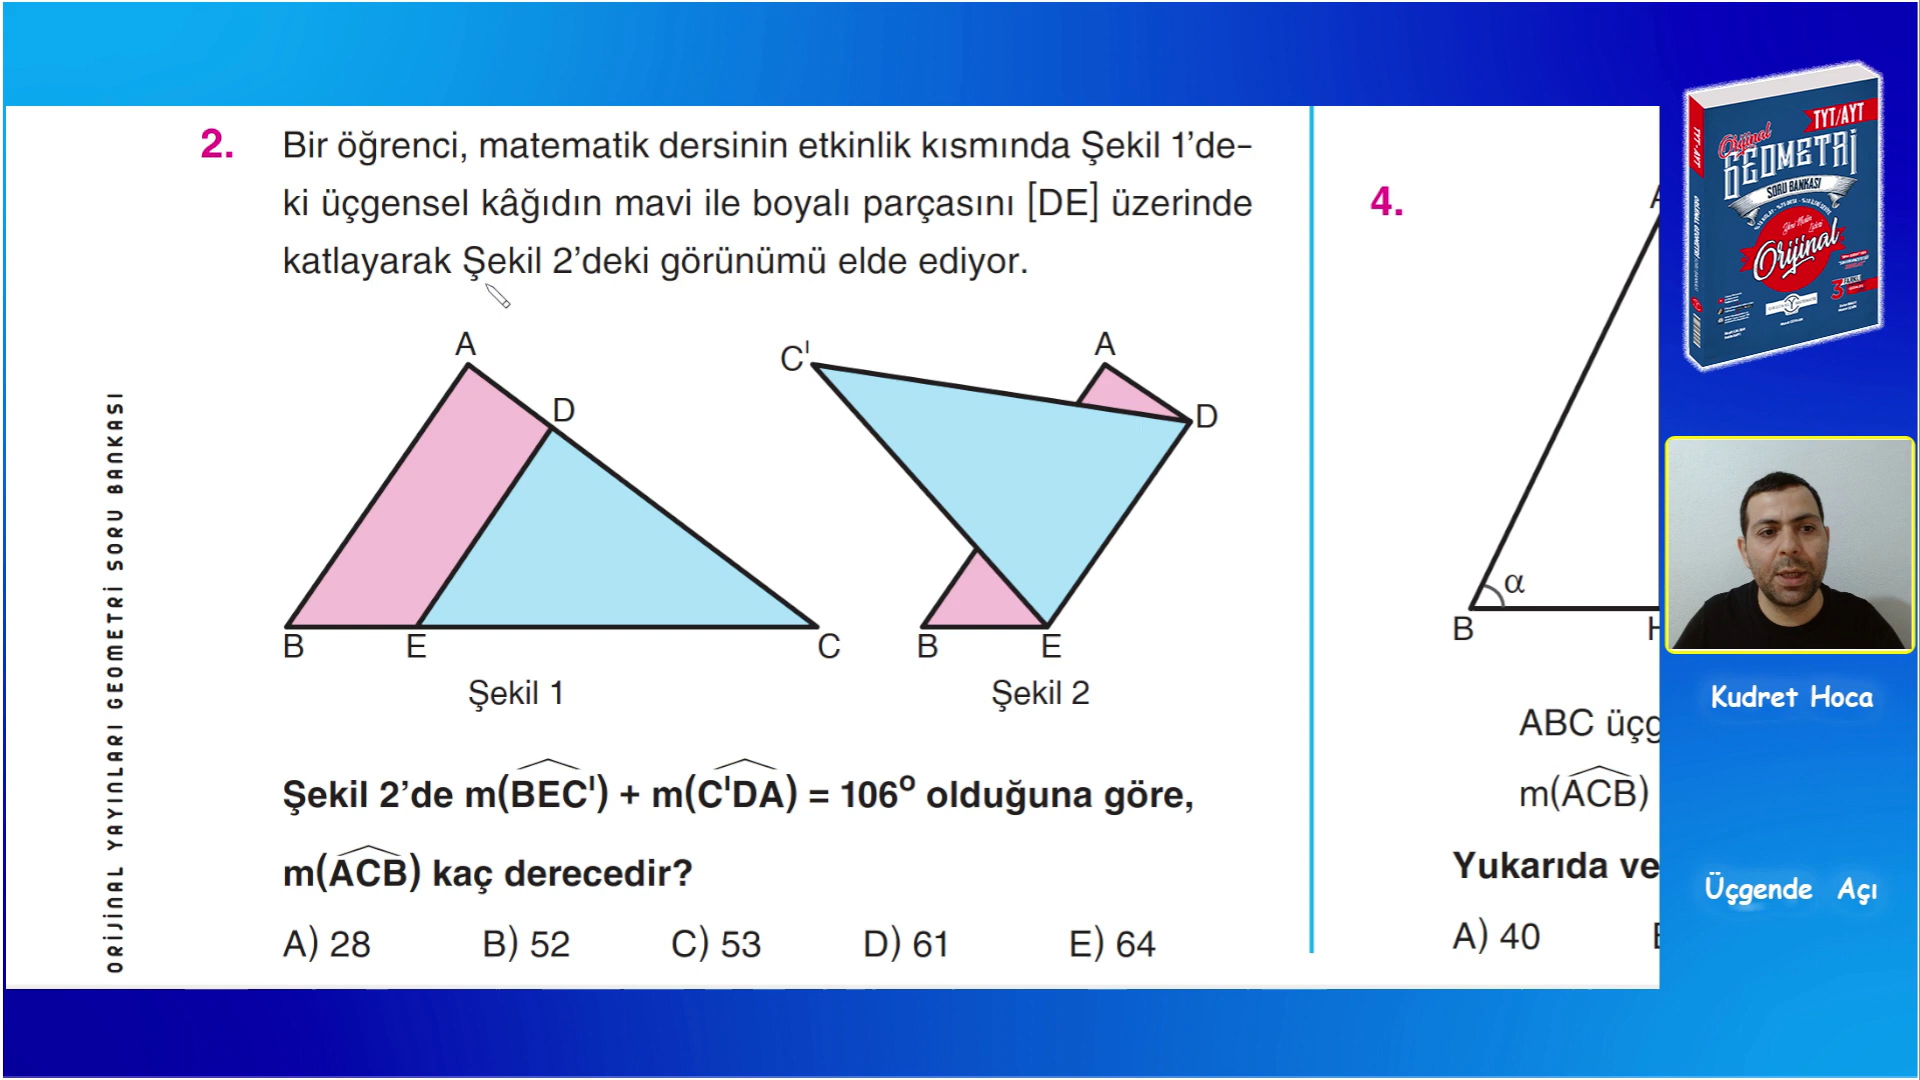 2. Bir öğrenci, matematik dersinin etkinlik kısmında Şekil 1'de-
ki üçgensel kâğıdın mavi ile boyalı parçasını [DE] üzerinde
katlayarak Şekil 2'deki görünümü elde ediyor.
A
D
B
E
C
Şekil 1
C'
A
D
B
E
Şekil 2
Şekil 2'de m(BEC') + m(C'DA) = 106° olduğuna göre,
m(ACB) kaç derecedir?
A) 28 B) 52 C) 53 D) 61 E) 64
ORİJİNAL YAYINLARI GEOMETRİ SORU BANKASI
4.
α
B
ABC üçg
m(ACB)
Yukarıda ve
A) 40
TYT/AYT
TYT-AYT
Orijinal
GEOMETRİ
SORU BANKASI
Orijinal
Kudret Hoca
Üçgende Açı